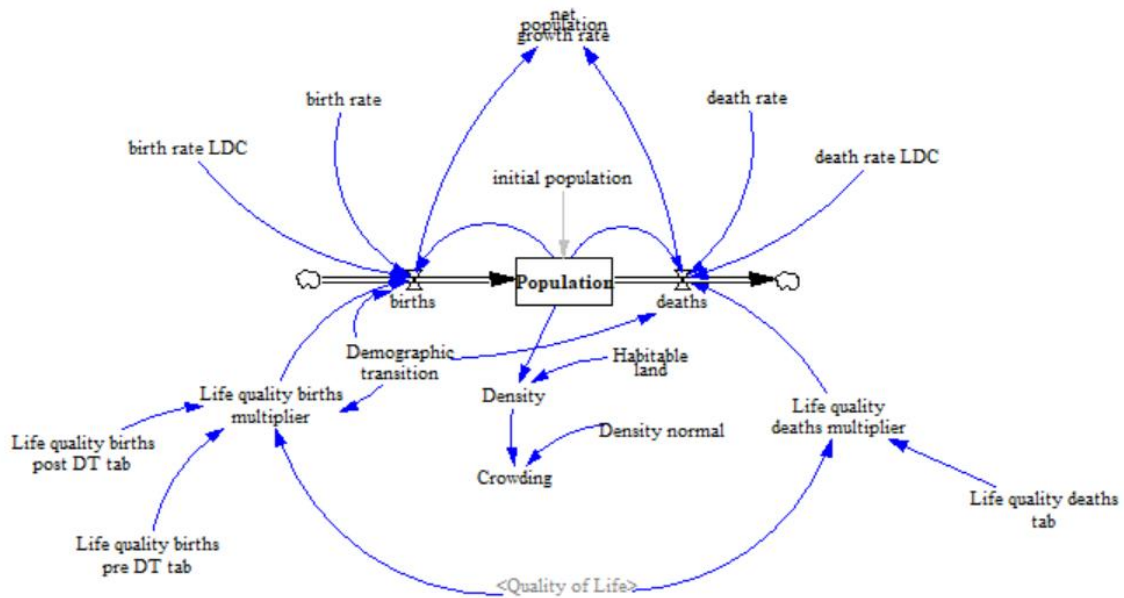 net
population
growth rate
birth rate
death rate
birth rate LDC
death rate LDC
initial population
Population
births
deaths
Demographic
transition
Habitable
land
Life quality births
multiplier
Density
Life quality
deaths multiplier
Life quality births
post DT tab
Density normal
Crowding
Life quality deaths
tab
Life quality births
pre DT tab
<Quality of Life>